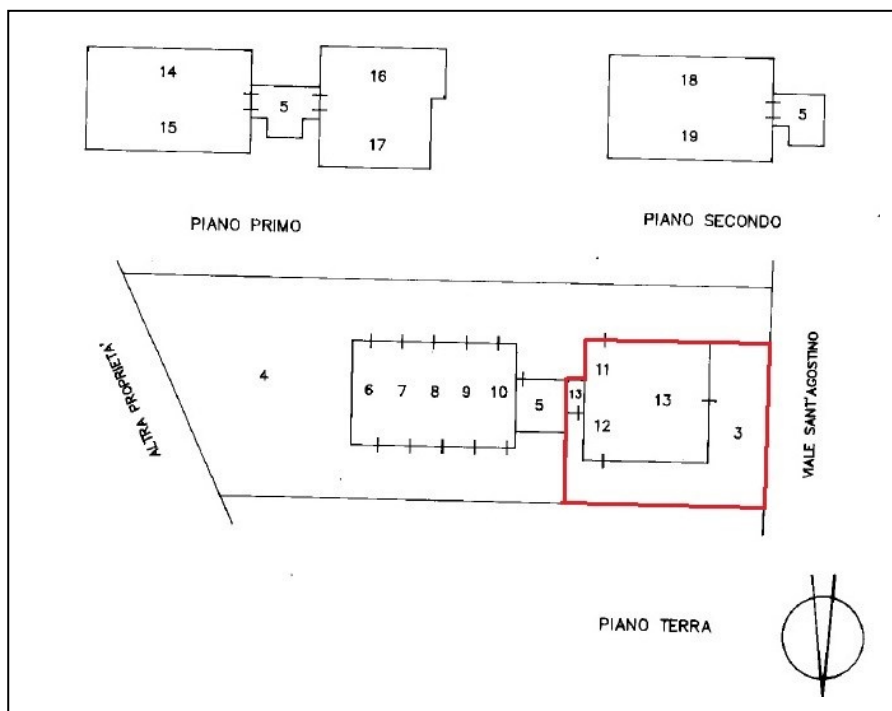 14
15
5
16
17
18
19
5
PIANO PRIMO
PIANO SECONDO
ALTRA PROPRIETA'
4
6 7 8 9 10
5
13
11
12
13
3
VIALE SANT'AGOSTINO
PIANO TERRA